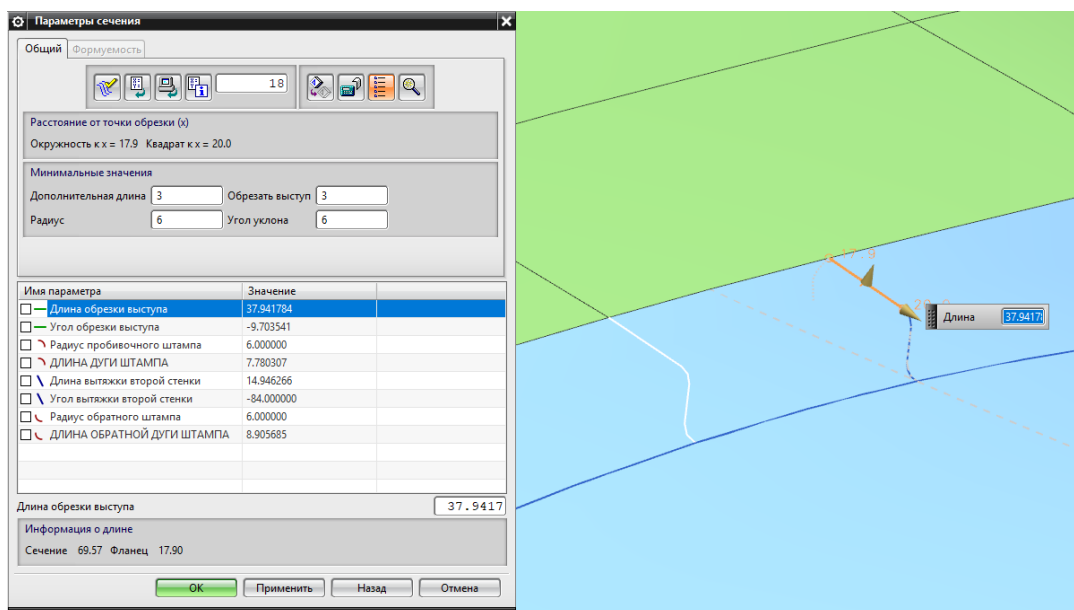 Параметры сечения
Общий Формуемость
18
Расстояние от точки обрезки (x)
Окружность к x = 17.9 Квадрат к x = 20.0
Минимальные значения
Дополнительная длина 3 Обрезать выступ 3
Радиус 6 Угол уклона 6
Имя параметра Значение
Длина обрезки выступа 37.941784
Угол обрезки выступа -9.703541
Радиус пробивочного штампа 6.000000
ДЛИНА ДУГИ ШТАМПА 7.780307
Длина вытяжки второй стенки 14.946266
Угол вытяжки второй стенки -84.000000
Радиус обратного штампа 6.000000
ДЛИНА ОБРАТНОЙ ДУГИ ШТАМПА 8.905685
Длина обрезки выступа 37.9417
Информация о длине
Сечение 69.57 Фланец 17.90
OK Применить Назад Отмена
17.9
Длина 37.9417